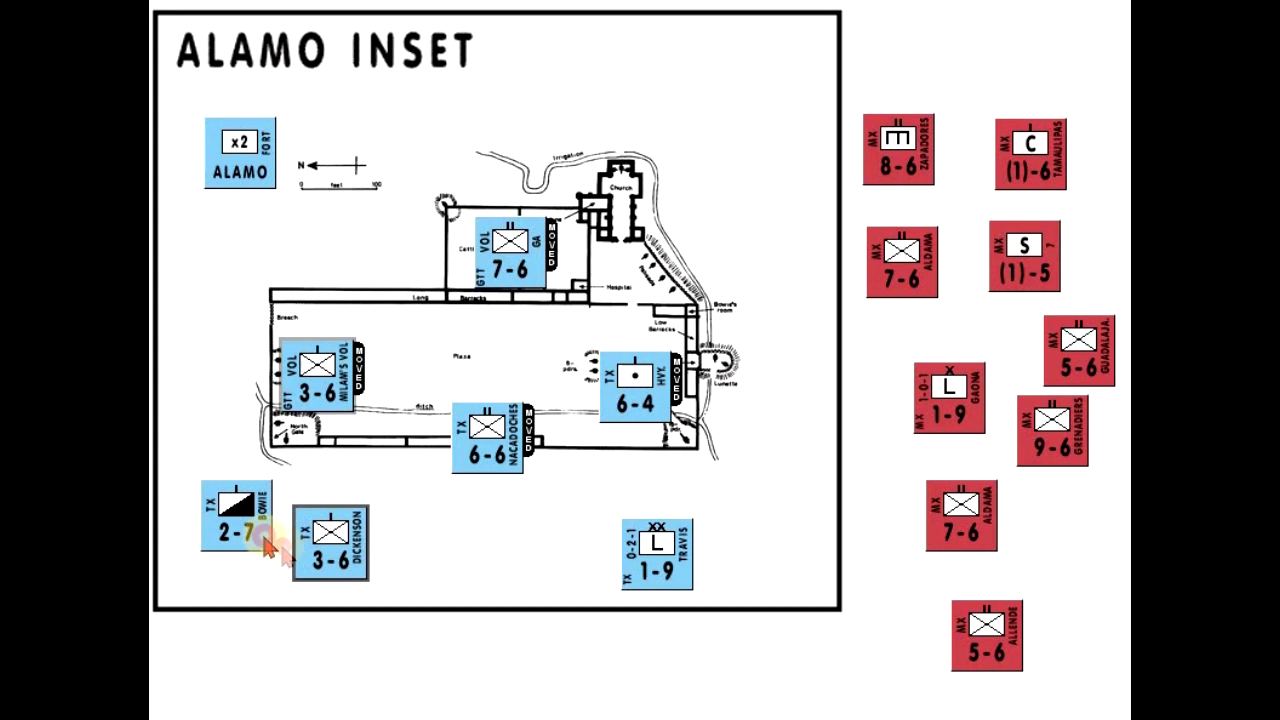 ALAMO INSET
x2
FORT
ALAMO
N
0 feet 100
Irrigation
Church
VOL
GTT
GA
7-6
MOVED
Hospital
Long Barracks
Breach
Plaza
Low
Barracks
Bowie's
room
Palisade
Lunette
6-
pdrs.
VOL
GTT
MILAM'S VOL
3-6
MOVED
TX
HVY.
6-4
MOVED
ditch
North
Gate
TX
NACADOCHES
6-6
MOVED
TX
BOWIE
2-7
TX
DICKENSON
3-6
XX
TX 0-2-1
L
TRAVIS
1-9
MX
ZAPADORES
8-6
MX
C
TAMAULIPAS
(1)-6
MX
ALDAMA
7-6
MX
S
7
(1)-5
MX
GUADALAJA.
5-6
X
MX 1-0-1
L
GAONA
1-9
MX
GRENADIERS
9-6
MX
ALDAMA
7-6
MX
ALLENDE
5-6